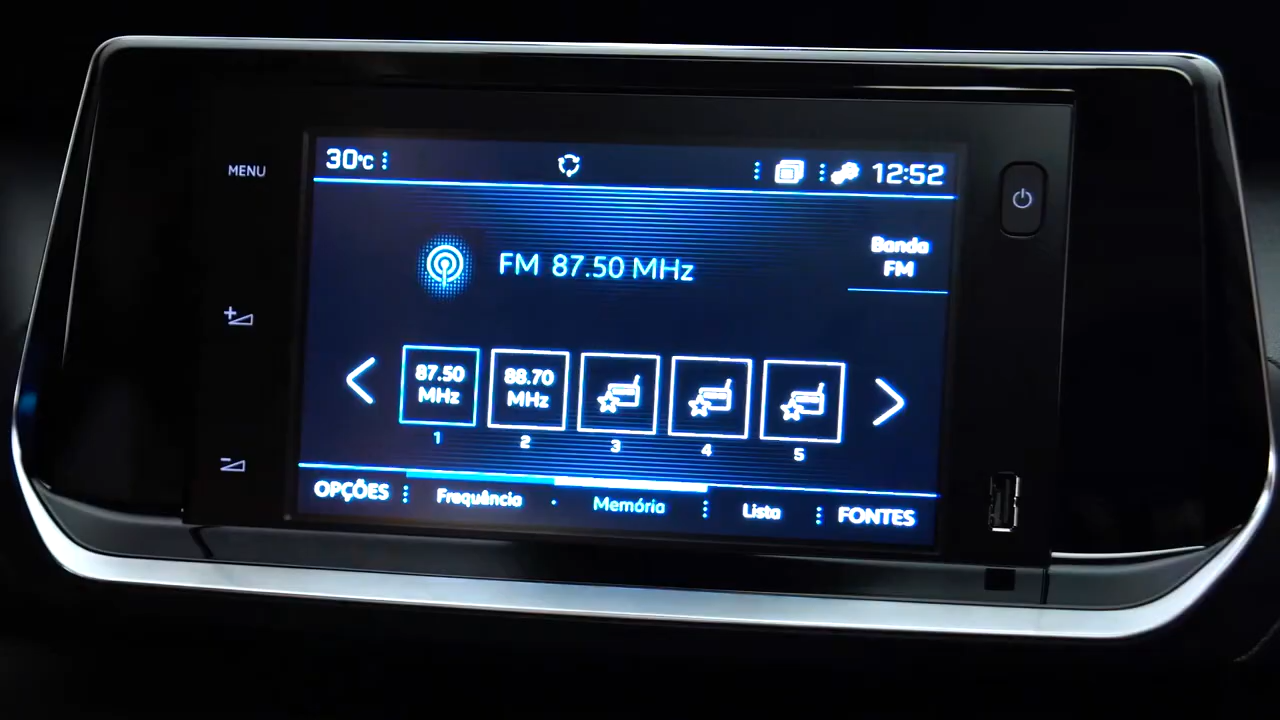 30°C
12:52
MENU
Banda
FM
FM 87.50 MHz
87.50
MHz
88.70
MHz
1
2
3
4
5
OPÇÕES
Frequência
Memória
Lista
FONTES